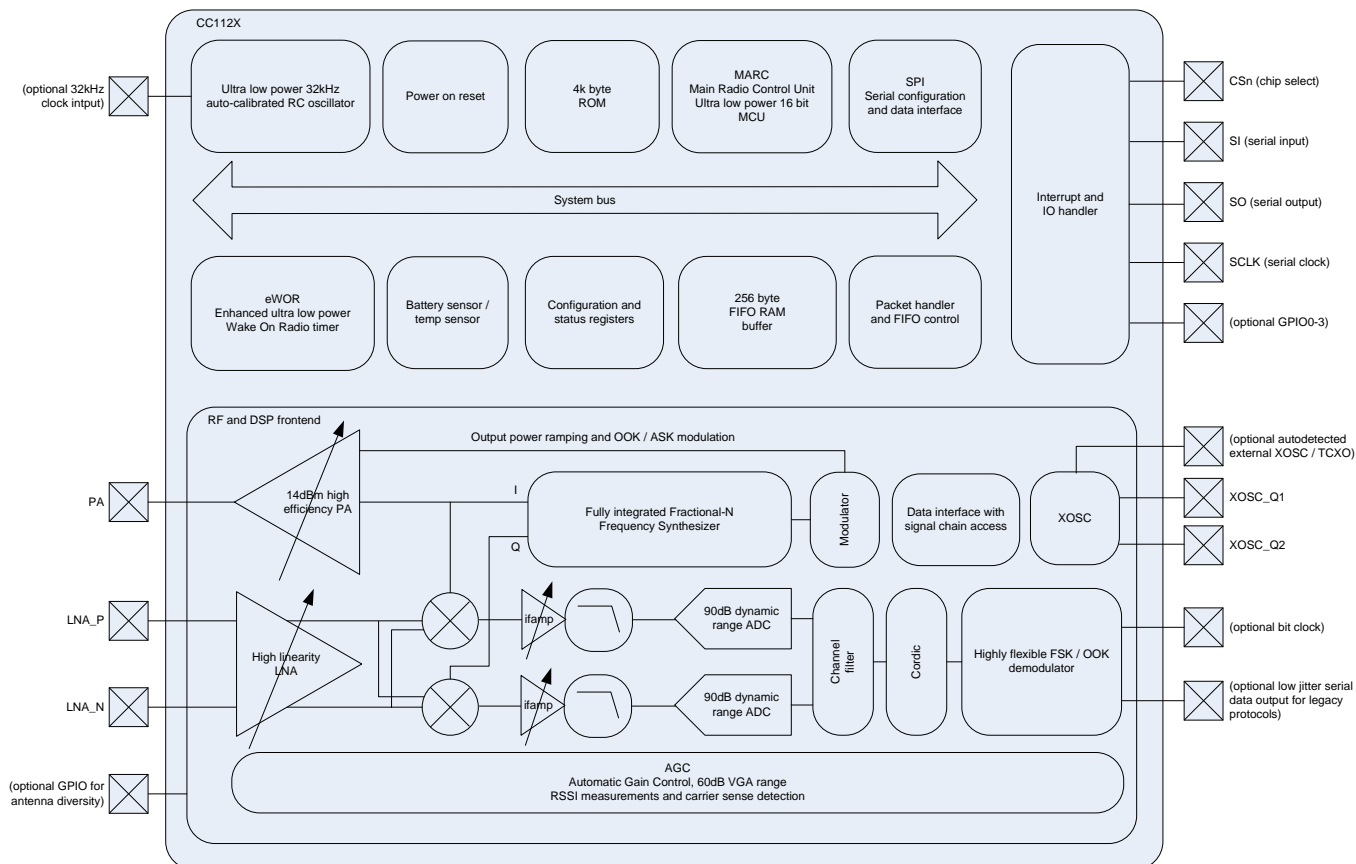 CC112X
(optional 32kHz
clock intput)
Ultra low power 32kHz
auto-calibrated RC oscillator
Power on reset
4k byte
ROM
MARC
Main Radio Control Unit
Ultra low power 16 bit
MCU
SPI
Serial configuration
and data interface
System bus
eWOR
Enhanced ultra low power
Wake On Radio timer
Battery sensor /
temp sensor
Configuration and
status registers
256 byte
FIFO RAM
buffer
Packet handler
and FIFO control
Interrupt and
IO handler
CSn (chip select)
SI (serial input)
SO (serial output)
SCLK (serial clock)
(optional GPIO0-3)
RF and DSP frontend
Output power ramping and OOK / ASK modulation
PA
14dBm high
efficiency PA
I
Q
Fully integrated Fractional-N
Frequency Synthesizer
Modulator
Data interface with
signal chain access
XOSC
(optional autodetected
external XOSC / TCXO)
XOSC_Q1
XOSC_Q2
LNA_P
LNA_N
High linearity
LNA
ifamp
ifamp
90dB dynamic
range ADC
90dB dynamic
range ADC
Channel
filter
Cordic
Highly flexible FSK / OOK
demodulator
(optional bit clock)
(optional low jitter serial
data output for legacy
protocols)
(optional GPIO for
antenna diversity)
AGC
Automatic Gain Control, 60dB VGA range
RSSI measurements and carrier sense detection